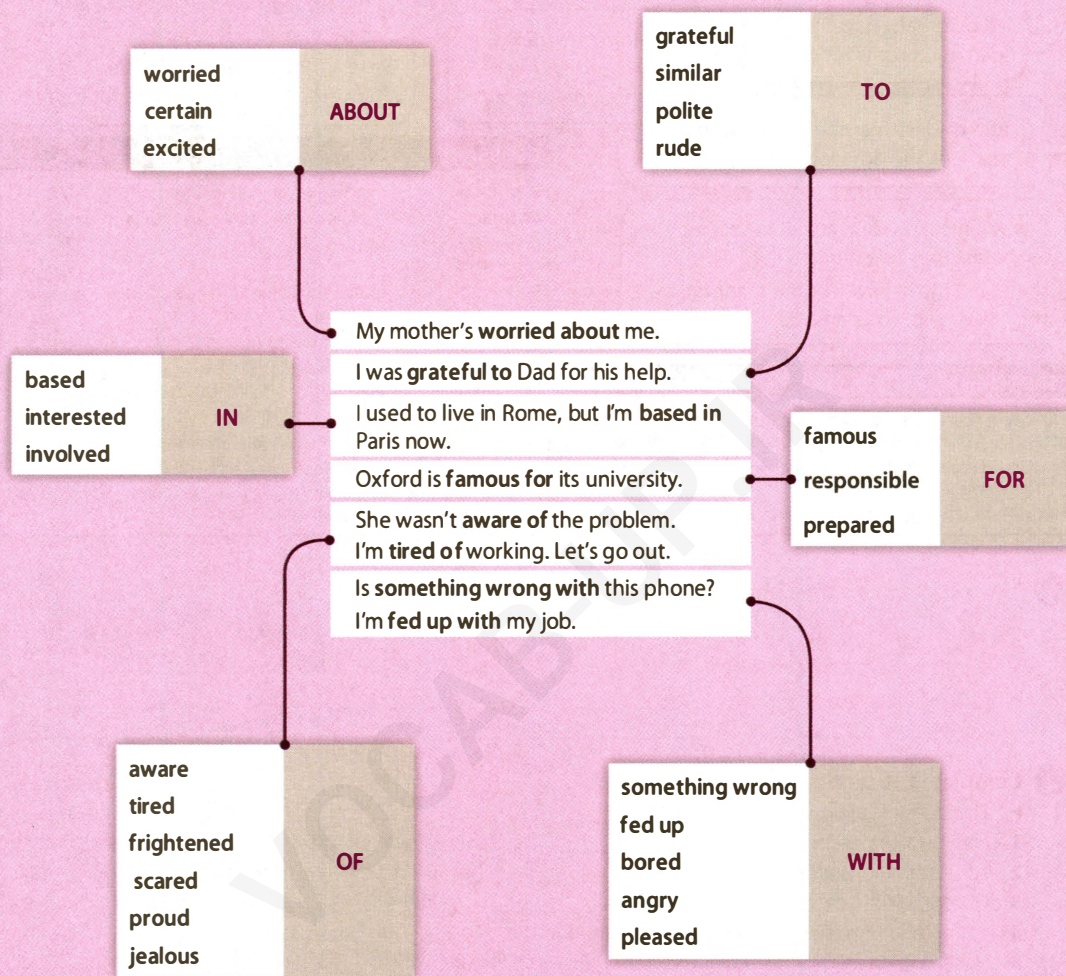 worried
certain
excited
ABOUT
grateful
similar
polite
rude
TO
My mother's worried about me.
I was grateful to Dad for his help.
I used to live in Rome, but I'm based in
Paris now.
Oxford is famous for its university.
She wasn't aware of the problem.
I'm tired of working. Let's go out.
Is something wrong with this phone?
I'm fed up with my job.
based
interested
involved
IN
famous
responsible
prepared
FOR
aware
tired
frightened
scared
proud
jealous
OF
something wrong
fed up
bored
angry
pleased
WITH
VOCAB-UP.IR